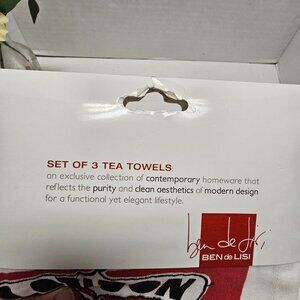 SET OF 3 TEA TOWELS
an exclusive collection of contemporary homeware that
reflects the purity and clean aesthetics of modern design
for a functional yet elegant lifestyle.
ben de lisi
BEN de LISI
LONDON